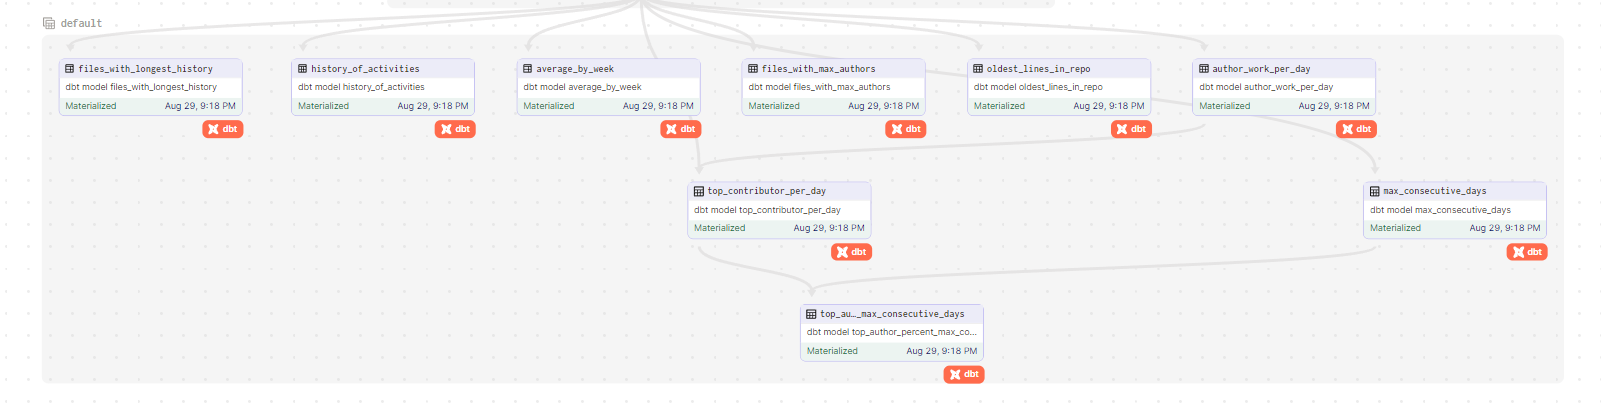 default
files_with_longest_history
dbt model files_with_longest_history
Materialized Aug 29, 9:18 PM
dbt
history_of_activities
dbt model history_of_activities
Materialized Aug 29, 9:18 PM
dbt
average_by_week
dbt model average_by_week
Materialized Aug 29, 9:18 PM
dbt
files_with_max_authors
dbt model files_with_max_authors
Materialized Aug 29, 9:18 PM
dbt
oldest_lines_in_repo
dbt model oldest_lines_in_repo
Materialized Aug 29, 9:18 PM
dbt
author_work_per_day
dbt model author_work_per_day
Materialized Aug 29, 9:18 PM
dbt
top_contributor_per_day
dbt model top_contributor_per_day
Materialized Aug 29, 9:18 PM
dbt
max_consecutive_days
dbt model max_consecutive_days
Materialized Aug 29, 9:18 PM
dbt
top_au…_max_consecutive_days
dbt model top_author_percent_max_co...
Materialized Aug 29, 9:18 PM
dbt